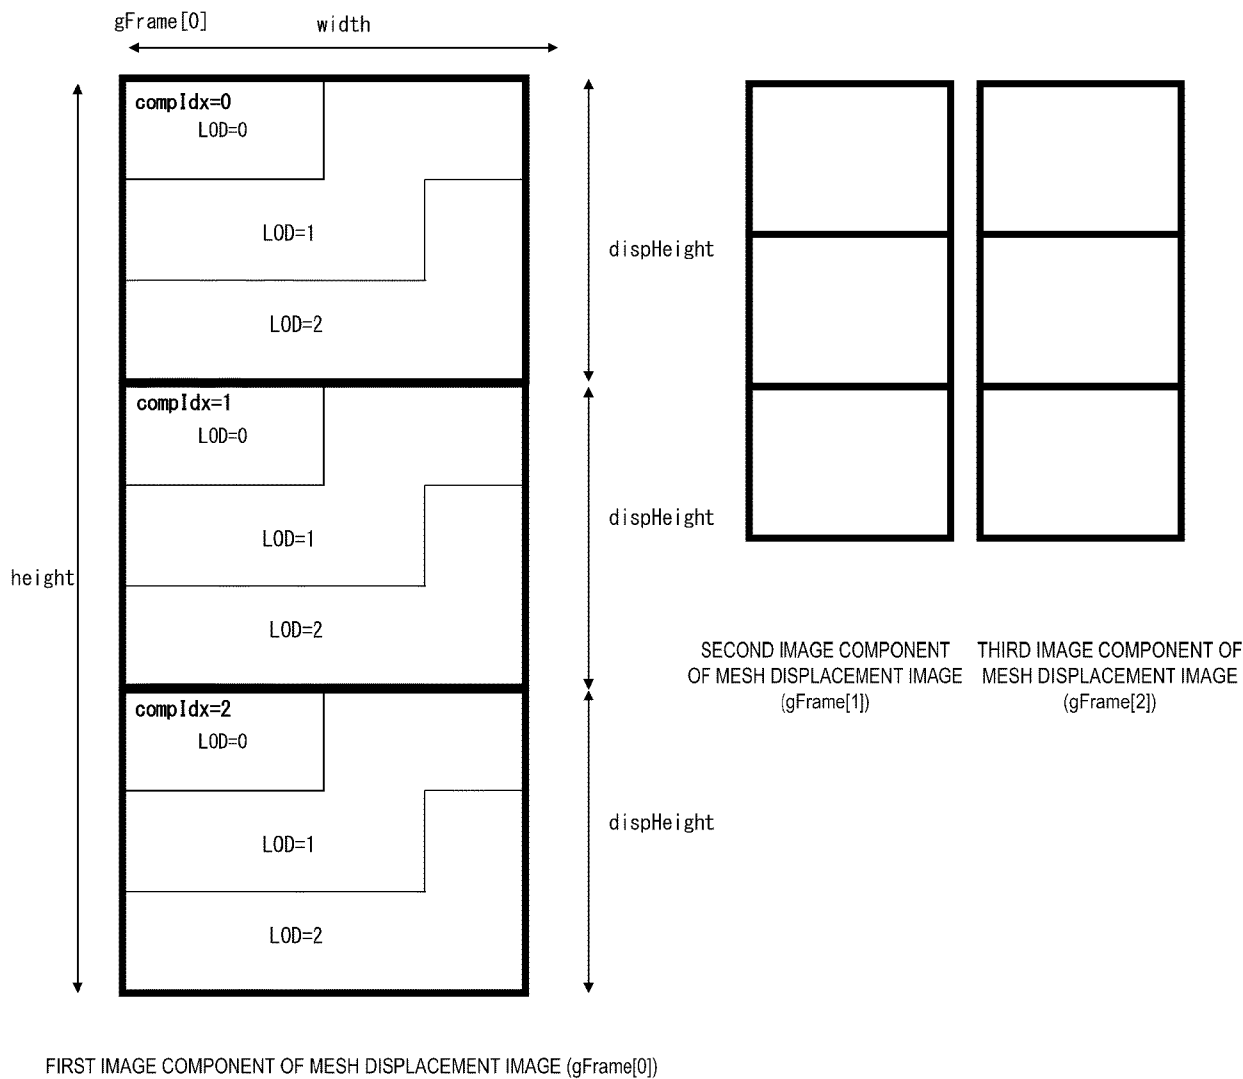 gFrame[0]
width
compIdx=0
LOD=0
LOD=1
LOD=2
dispHeight
compIdx=1
LOD=0
LOD=1
LOD=2
dispHeight
height
compIdx=2
LOD=0
LOD=1
LOD=2
dispHeight
SECOND IMAGE COMPONENT
OF MESH DISPLACEMENT IMAGE
(gFrame[1])
THIRD IMAGE COMPONENT OF
MESH DISPLACEMENT IMAGE
(gFrame[2])
FIRST IMAGE COMPONENT OF MESH DISPLACEMENT IMAGE (gFrame[0])